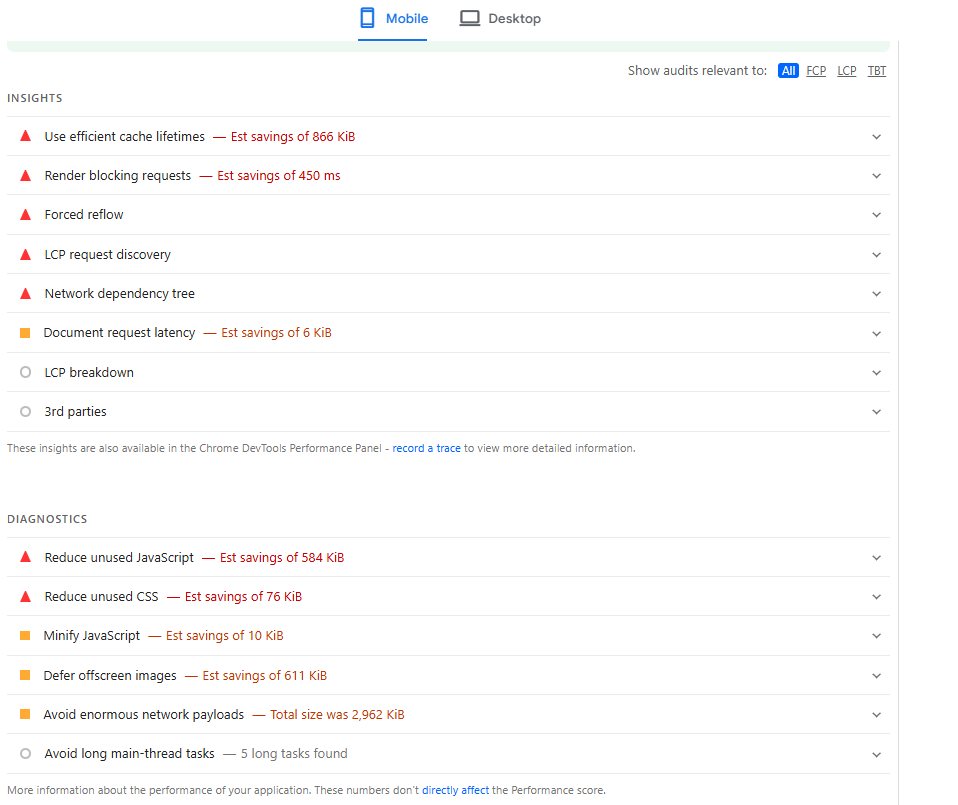 Mobile Desktop
Show audits relevant to: All FCP LCP TBT
INSIGHTS
Use efficient cache lifetimes — Est savings of 866 KiB
Render blocking requests — Est savings of 450 ms
Forced reflow
LCP request discovery
Network dependency tree
Document request latency — Est savings of 6 KiB
LCP breakdown
3rd parties
These insights are also available in the Chrome DevTools Performance Panel - record a trace to view more detailed information.
DIAGNOSTICS
Reduce unused JavaScript — Est savings of 584 KiB
Reduce unused CSS — Est savings of 76 KiB
Minify JavaScript — Est savings of 10 KiB
Defer offscreen images — Est savings of 611 KiB
Avoid enormous network payloads — Total size was 2,962 KiB
Avoid long main-thread tasks — 5 long tasks found
More information about the performance of your application. These numbers don't directly affect the Performance score.